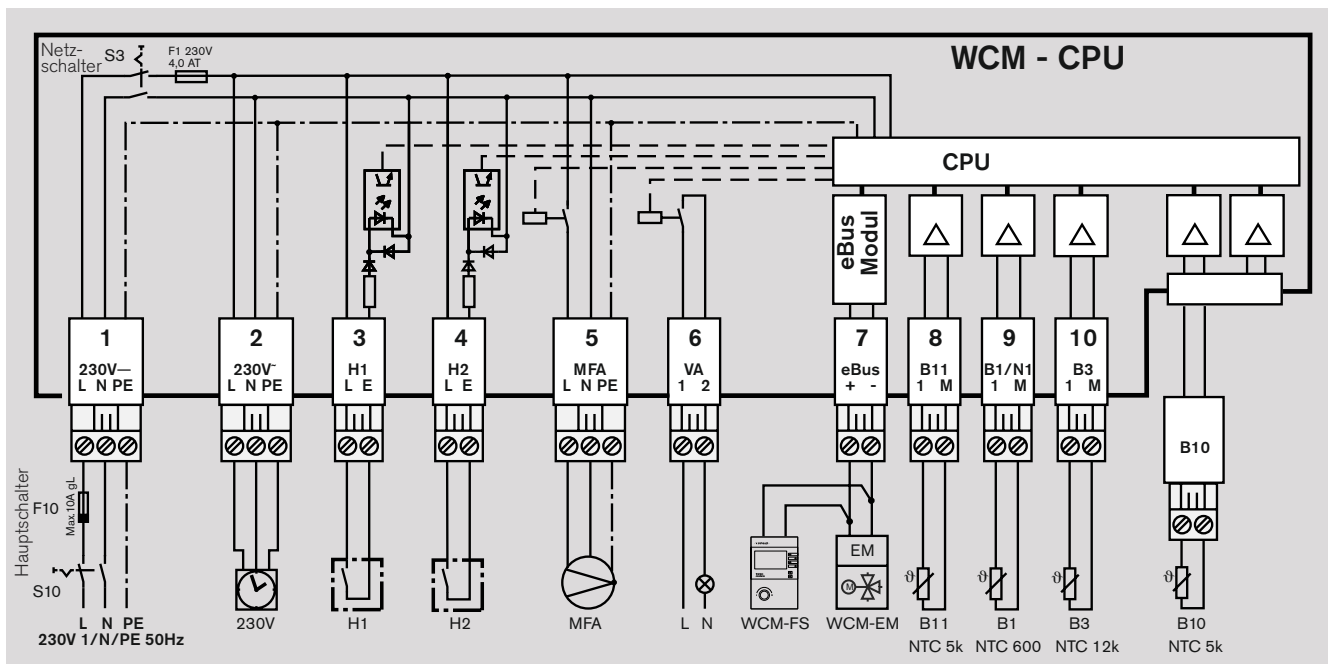 Netz-
schalter
S3
F1 230V
4,0 AT
WCM - CPU
CPU
eBus
Modul
1
230V—
L N PE
2
230V~
L N PE
3
H1
L E
4
H2
L E
5
MFA
L N PE
6
VA
1 2
7
eBus
+ -
8
B11
1 M
9
B1/N1
1 M
10
B3
1 M
B10
Hauptschalter
F10
Max.10A gL
S10
L N PE
230V 1/N/PE 50Hz
230V
H1
H2
MFA
L N
WCM-FS
EM
M
WCM-EM
ϑ
B11
NTC 5k
ϑ
B1
NTC 600
ϑ
B3
NTC 12k
ϑ
B10
NTC 5k